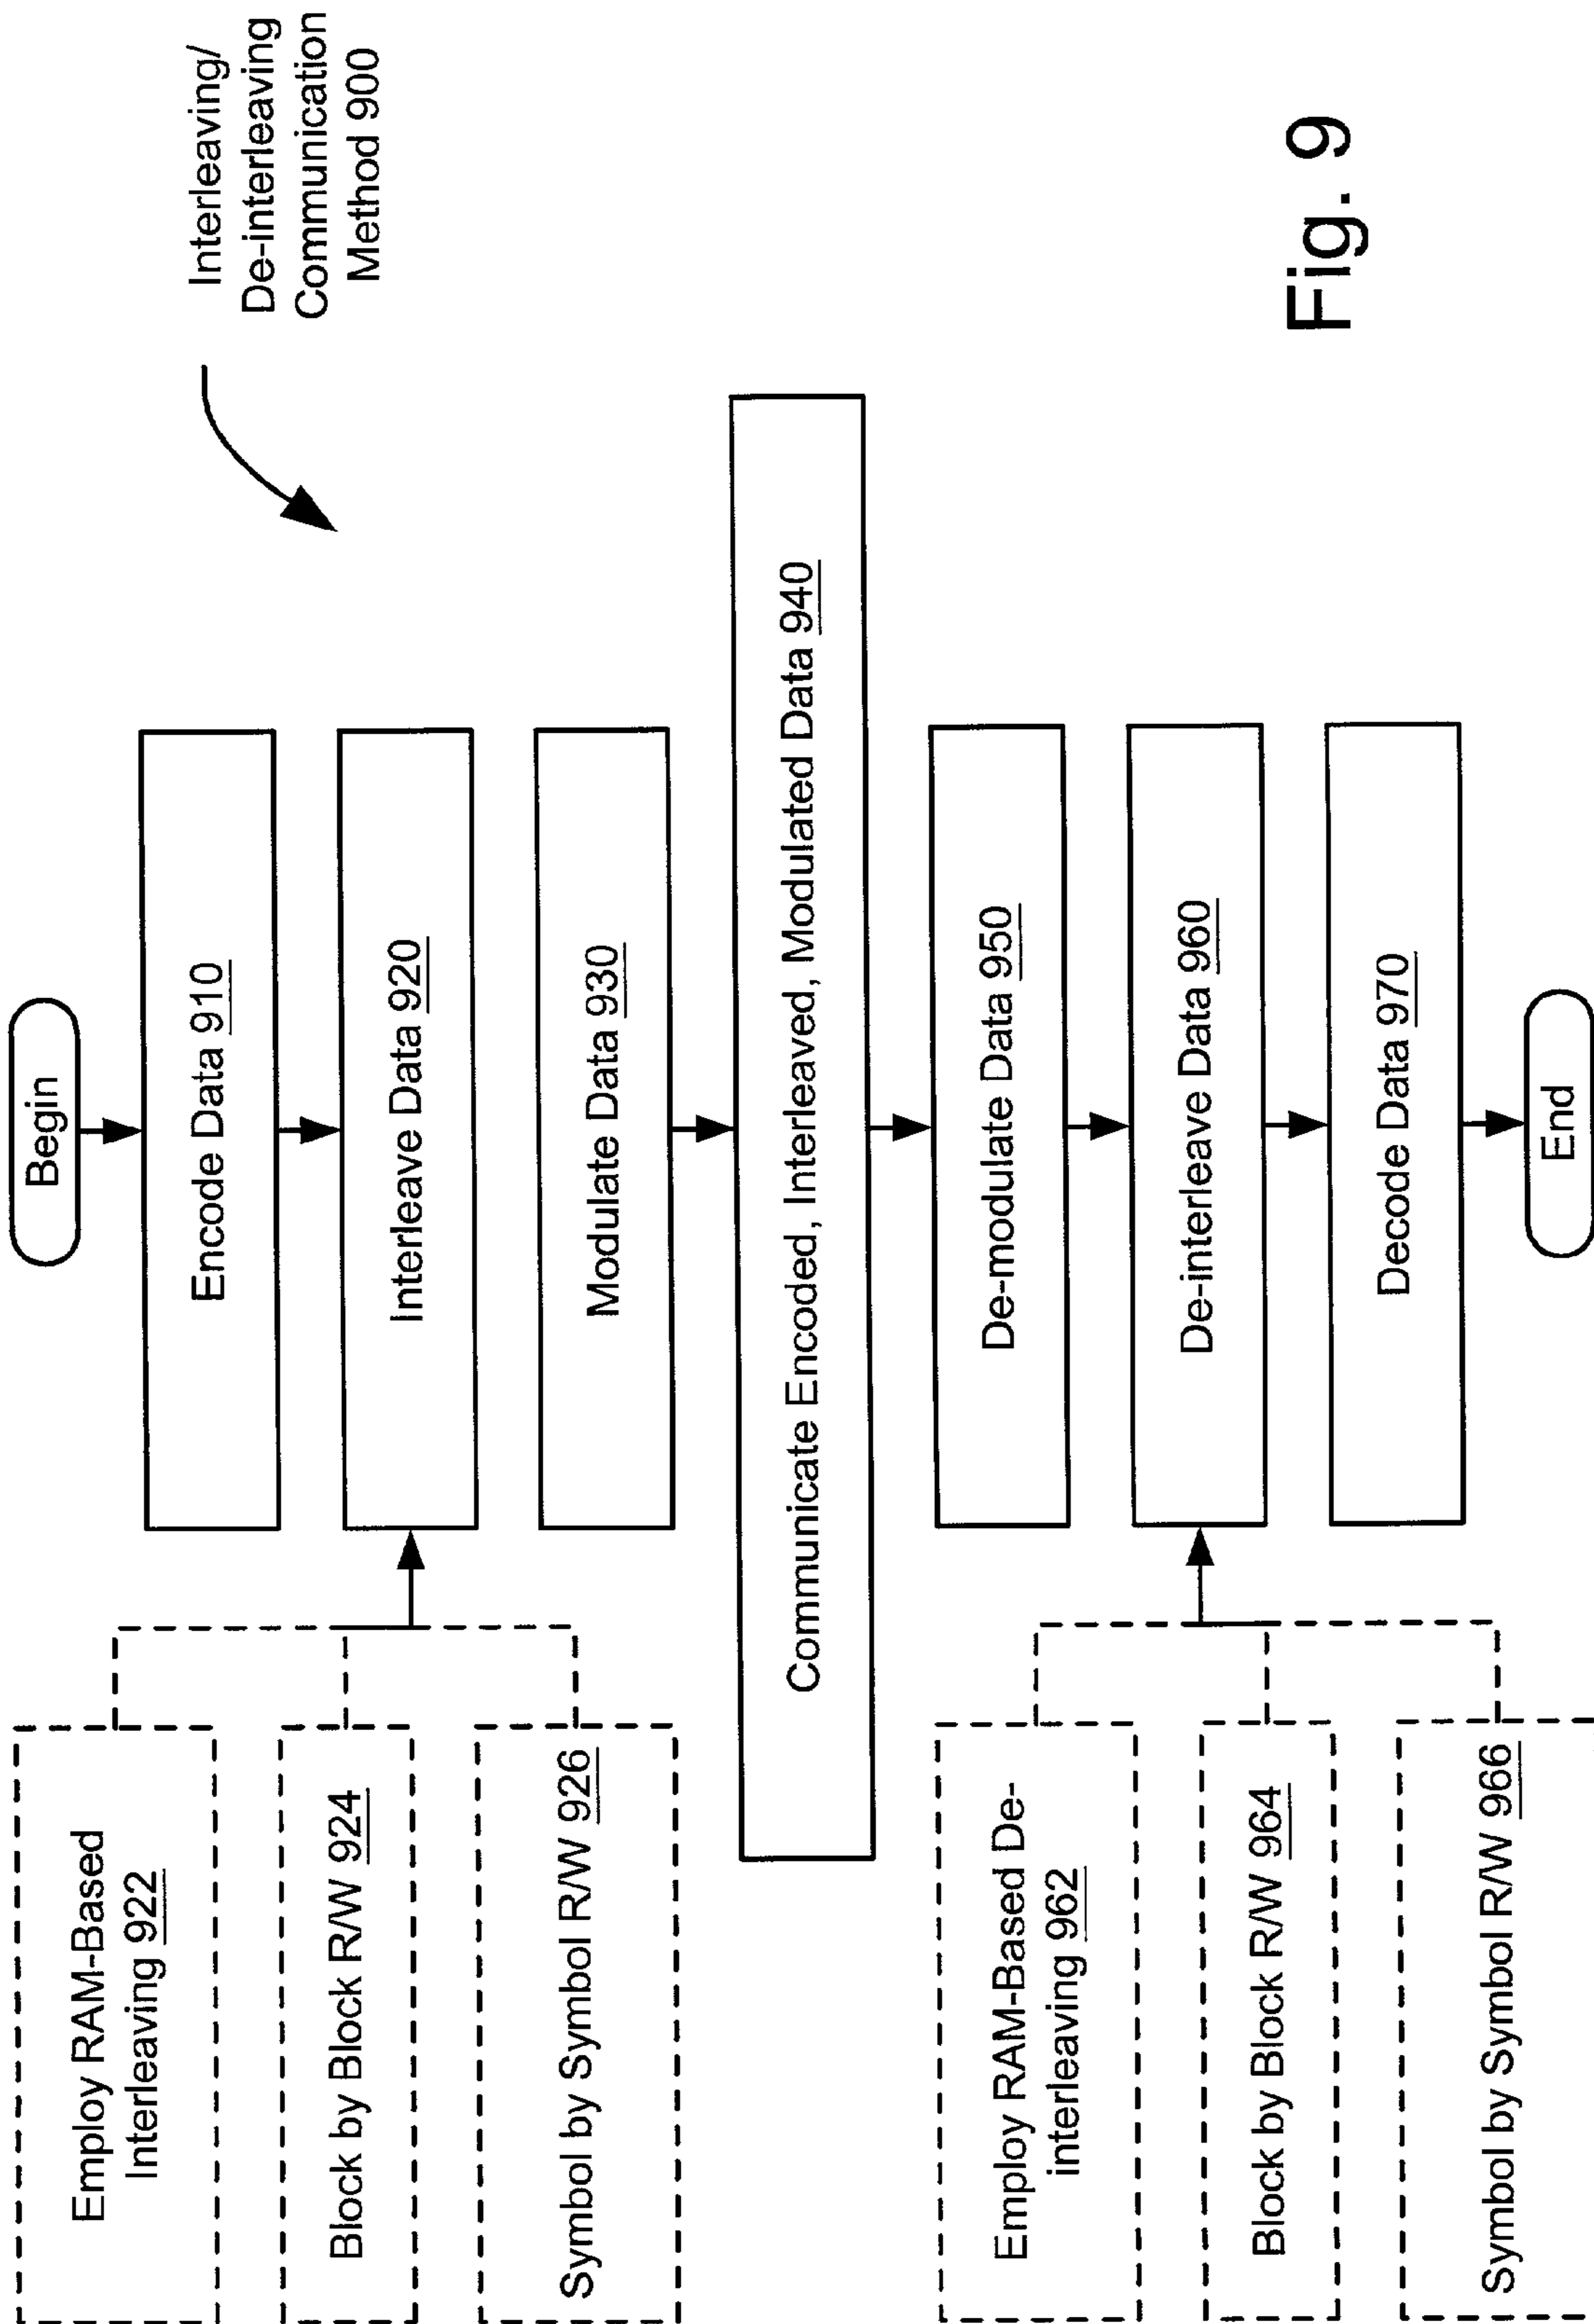 Interleaving/
De-interleaving
Communication
Method 900
Begin
Encode Data 910
Employ RAM-Based
Interleaving 922
Interleave Data 920
Block by Block R/W 924
Symbol by Symbol R/W 926
Modulate Data 930
Communicate Encoded, Interleaved, Modulated Data 940
De-modulate Data 950
Employ RAM-Based De-
interleaving 962
De-interleave Data 960
Block by Block R/W 964
Symbol by Symbol R/W 966
Decode Data 970
End
Fig. 9